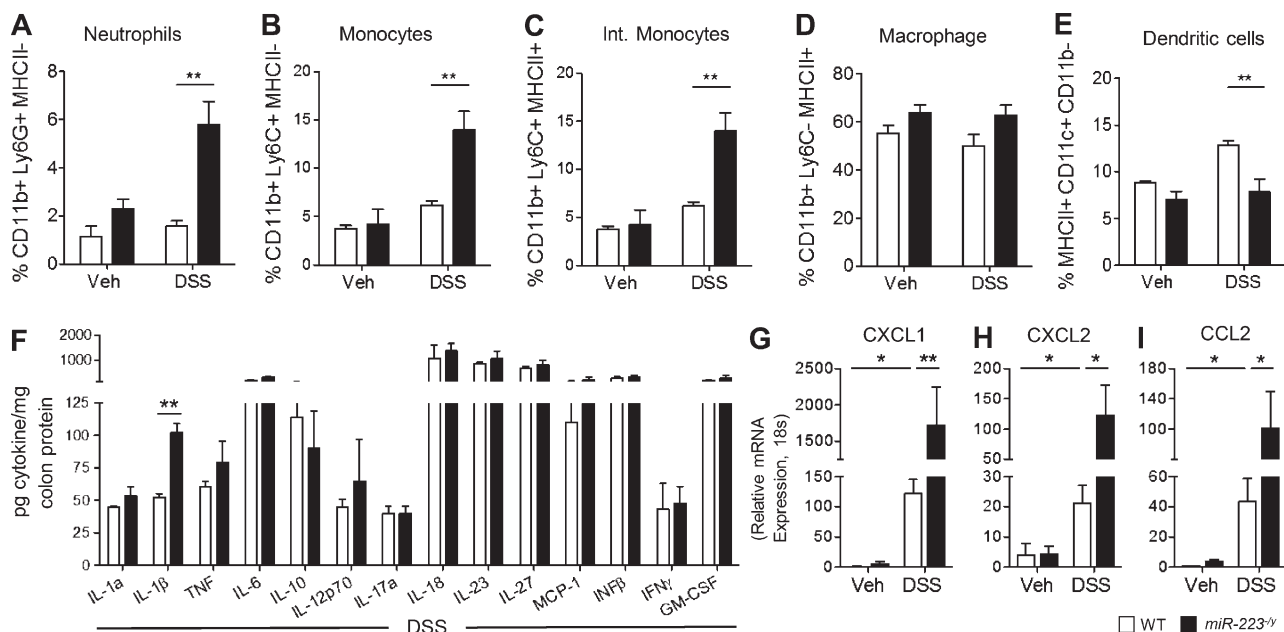 A
Neutrophils
% CD11b+ Ly6G+ MHCII-
8
6
4
2
0
**
Veh
DSS
B
Monocytes
% CD11b+ Ly6C+ MHCII-
20
15
10
5
0
**
Veh
DSS
C
Int. Monocytes
% CD11b+ Ly6C+ MHCII+
20
15
10
5
0
**
Veh
DSS
D
Macrophage
% CD11b+ Ly6C- MHCII+
80
60
40
20
0
Veh
DSS
E
Dendritic cells
% MHCII+ CD11c+ CD11b-
20
15
10
5
0
**
Veh
DSS
F
pg cytokine/mg
colon protein
2000
1000
125
100
75
50
25
0
**
IL-1a
IL-1β
TNF
IL-6
IL-10
IL-12p70
IL-17a
IL-18
IL-23
IL-27
MCP-1
INFβ
IFNγ
GM-CSF
DSS
G
CXCL1
(Relative mRNA
Expression, 18s)
* **
2500
1500
500
150
100
50
0
Veh
DSS
H
CXCL2
* *
200
150
100
50
30
20
10
0
Veh
DSS
I
CCL2
* *
180
140
100
60
60
40
20
0
Veh
DSS
WT miR-223-/y